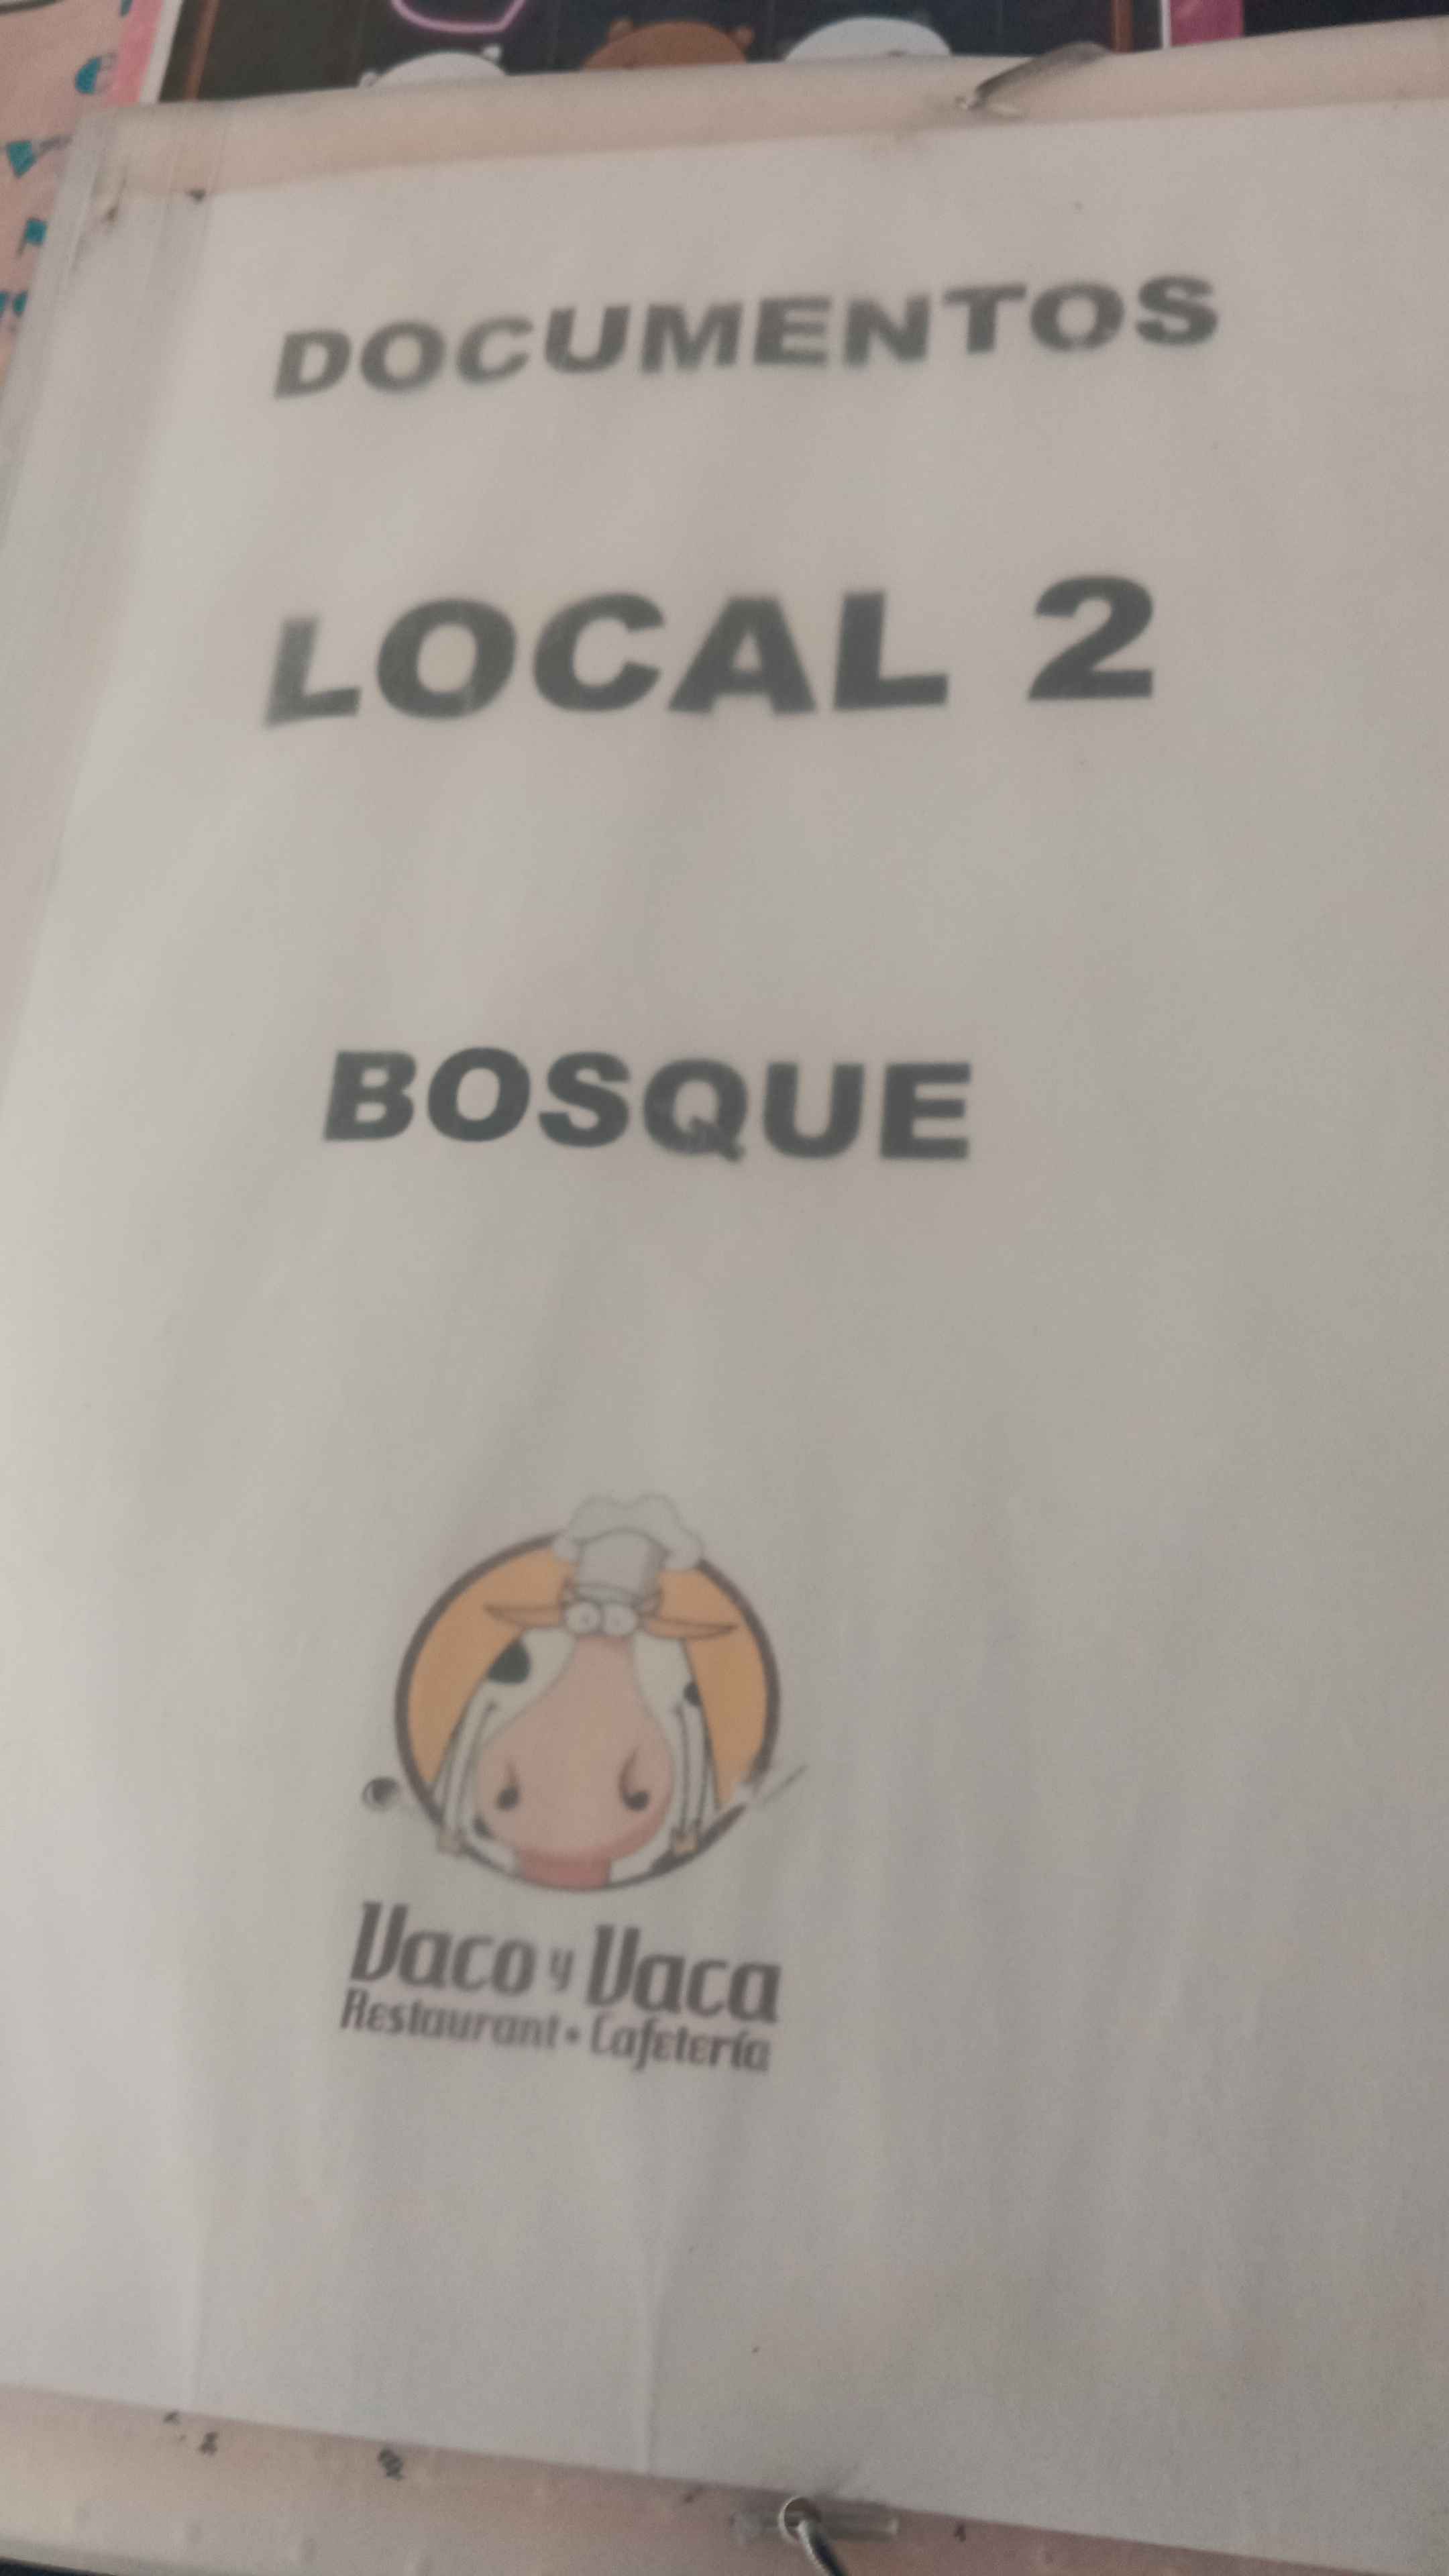 DOCUMENTOS
LOCAL 2
BOSQUE
Vaco y Vaca
Restaurant • Cafetería